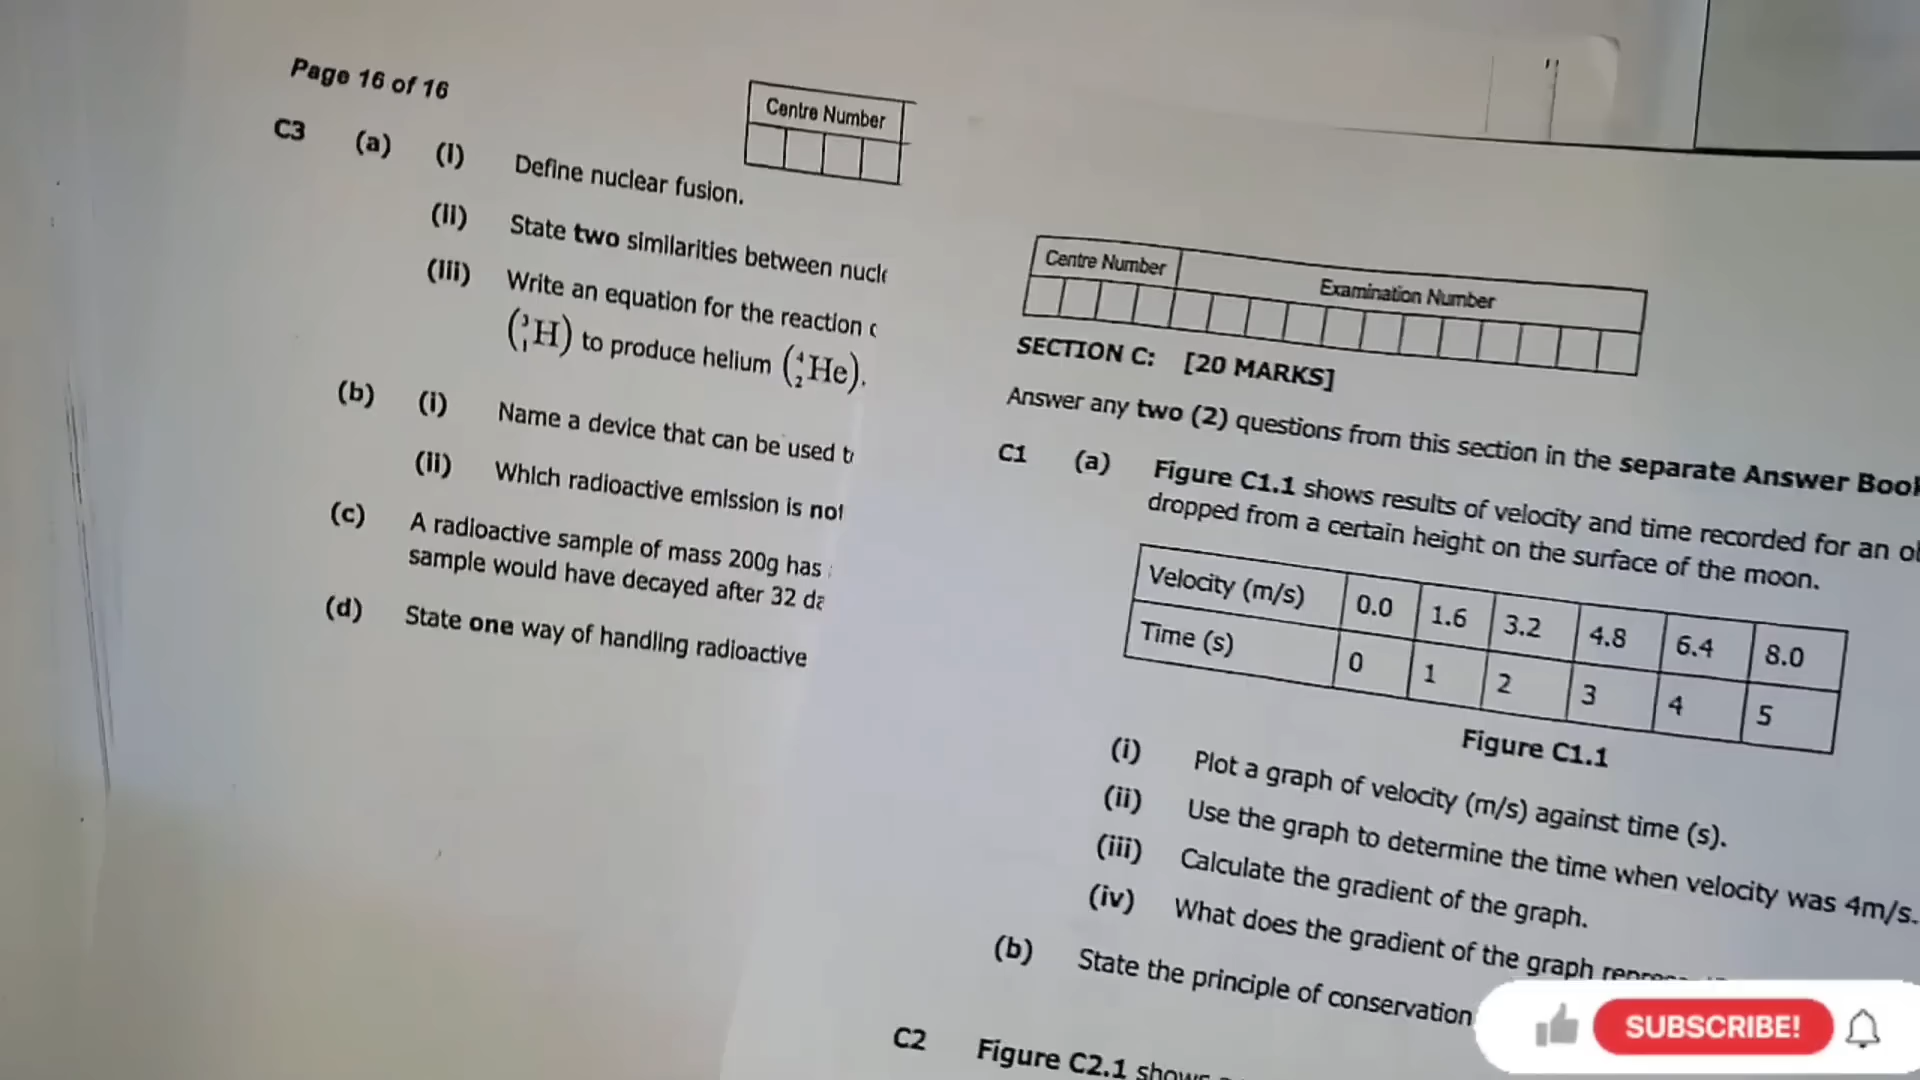 Page 16 of 16
Centre Number
C3 (a) (i) Define nuclear fusion.
(ii) State two similarities between
(iii) Write an equation for the reaction
(³₁H) to produce helium (⁴₂He).
(b) (i) Name a device that can be used
(ii) Which radioactive emission is not
(c) A radioactive sample of mass 200g has
sample would have decayed after 32
(d) State one way of handling radioactive
Centre Number Examination Number
SECTION C: [20 MARKS]
Answer any two (2) questions from this section in the separate Answer
C1 (a) Figure C1.1 shows results of velocity and time recorded for an
dropped from a certain height on the surface of the moon.
Velocity (m/s) 0.0 1.6 3.2 4.8 6.4 8.0
Time (s) 0 1 2 3 4 5
Figure C1.1
(i) Plot a graph of velocity (m/s) against time (s).
(ii) Use the graph to determine the time when velocity was 4m/s.
(iii) Calculate the gradient of the graph.
(iv) What does the gradient of the graph
(b) State the principle of conservation
C2 Figure C2.1 shows
SUBSCRIBE!